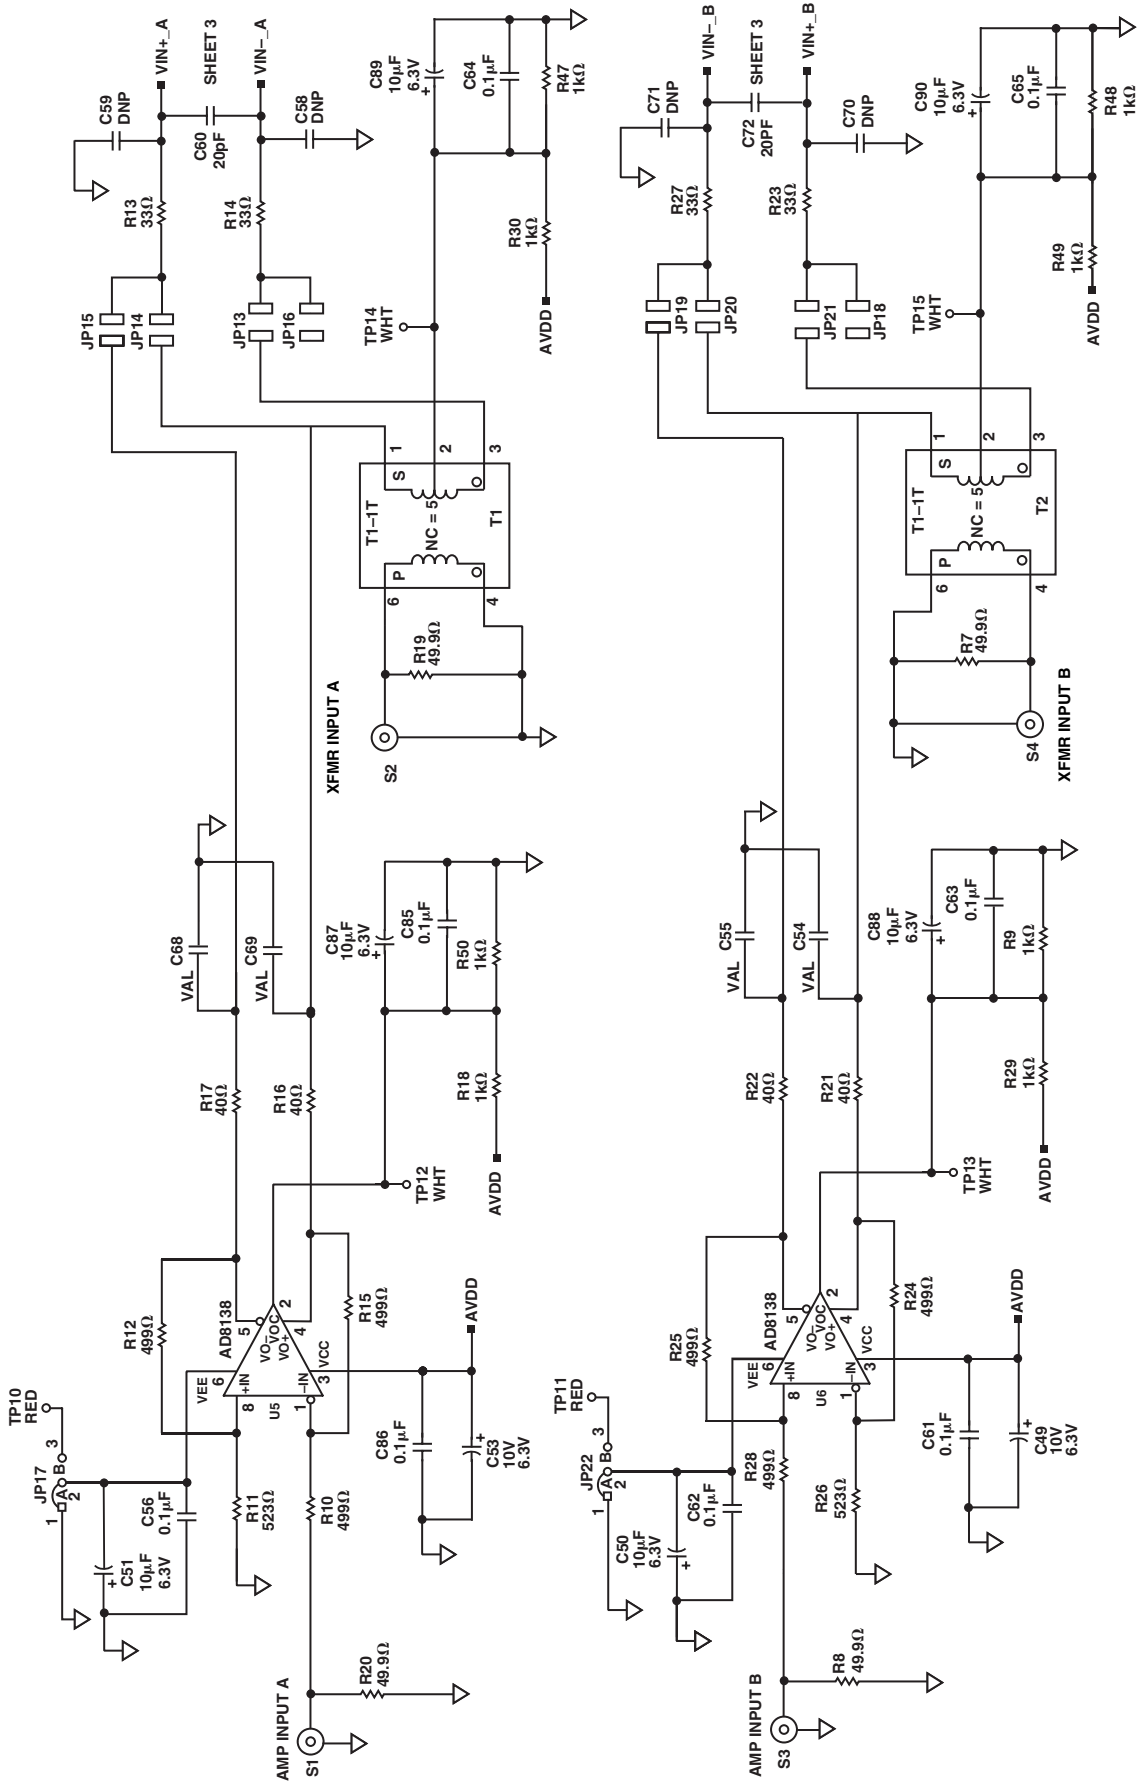 AMP INPUT A
S1
R20
49.9Ω
C51
10μF
6.3V
+
1
JP17
A
B
2
3
TP10
RED
C56
0.1μF
R11
523Ω
R10
499Ω
R12
499Ω
AD8138
VEE
6
+IN
8
U5
1
–IN
3
VCC
VO–
5
VOC
2
VO+
4
R15
499Ω
C86
0.1μF
+
C53
10V
6.3V
AVDD
R17
40Ω
R16
40Ω
TP12
WHT
R18
1kΩ
AVDD
C68
VAL
C69
VAL
C87
10μF
6.3V
+
C85
0.1μF
R50
1kΩ
XFMR INPUT A
S2
R19
49.9Ω
6
4
P
T1–1T
NC = 5
T1
S
1
2
3
JP15
JP14
JP13
JP16
TP14
WHT
AVDD
R13
33Ω
R14
33Ω
R30
1kΩ
C59
DNP
C60
20pF
C58
DNP
VIN+_A
SHEET 3
VIN–_A
C89
10μF
6.3V
+
C64
0.1μF
R47
1kΩ
AMP INPUT B
S3
R8
49.9Ω
C50
10μF
6.3V
+
1
JP22
A
B
2
3
TP11
RED
C62
0.1μF
R28
499Ω
R26
523Ω
R25
499Ω
AD8138
VEE
6
+IN
8
U6
1
–IN
3
VCC
VO–
5
VOC
2
VO+
4
R24
499Ω
C61
0.1μF
+
C49
10V
6.3V
AVDD
R22
40Ω
R21
40Ω
TP13
WHT
R29
1kΩ
AVDD
C55
VAL
C54
VAL
C88
10μF
6.3V
+
C63
0.1μF
R9
1kΩ
XFMR INPUT B
S4
R7
49.9Ω
6
4
P
T1–1T
NC = 5
T2
S
1
2
3
JP19
JP20
JP21
JP18
TP15
WHT
AVDD
R27
33Ω
R23
33Ω
R49
1kΩ
C71
DNP
C72
20PF
C70
DNP
VIN–_B
SHEET 3
VIN+_B
C90
10μF
6.3V
+
C65
0.1μF
R48
1kΩ